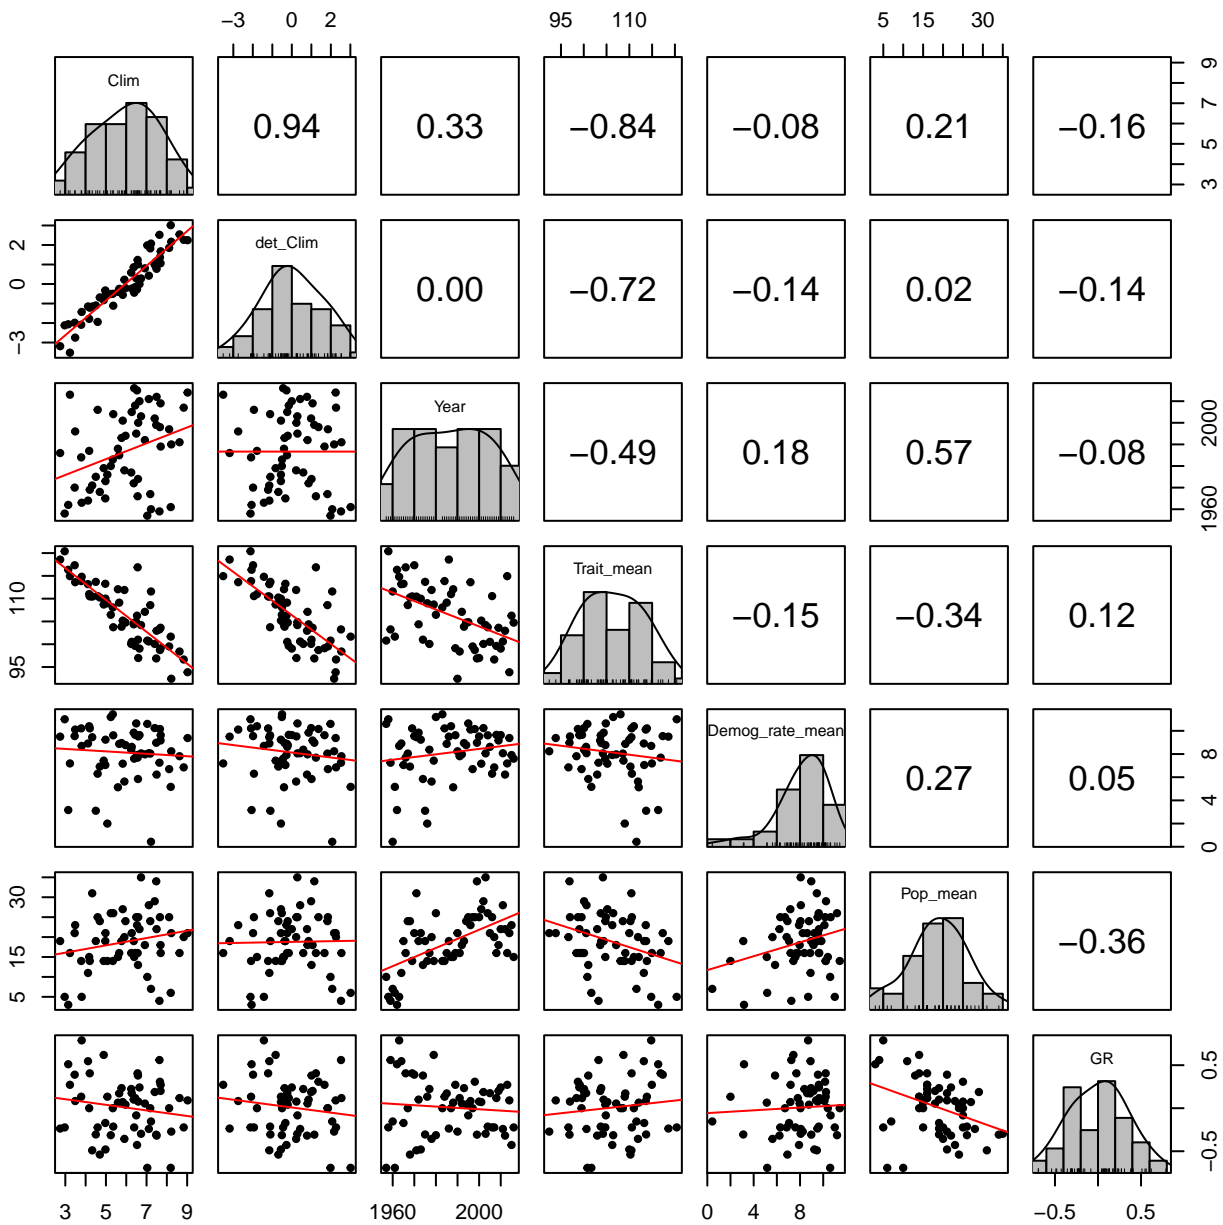 −3 0 2 95 110 5 15 30
Clim 0.94 0.33 −0.84 −0.08 0.21 −0.16 3 5 7 9
−3 0 2 det_Clim 0.00 −0.72 −0.14 0.02 −0.14
Year −0.49 0.18 0.57 −0.08 1960 2000
95 110 Trait_mean −0.15 −0.34 0.12
Demog_rate_mean 0.27 0.05 0 4 8
5 15 30 Pop_mean −0.36
GR −0.5 0.5
3 5 7 9 1960 2000 0 4 8 −0.5 0.5